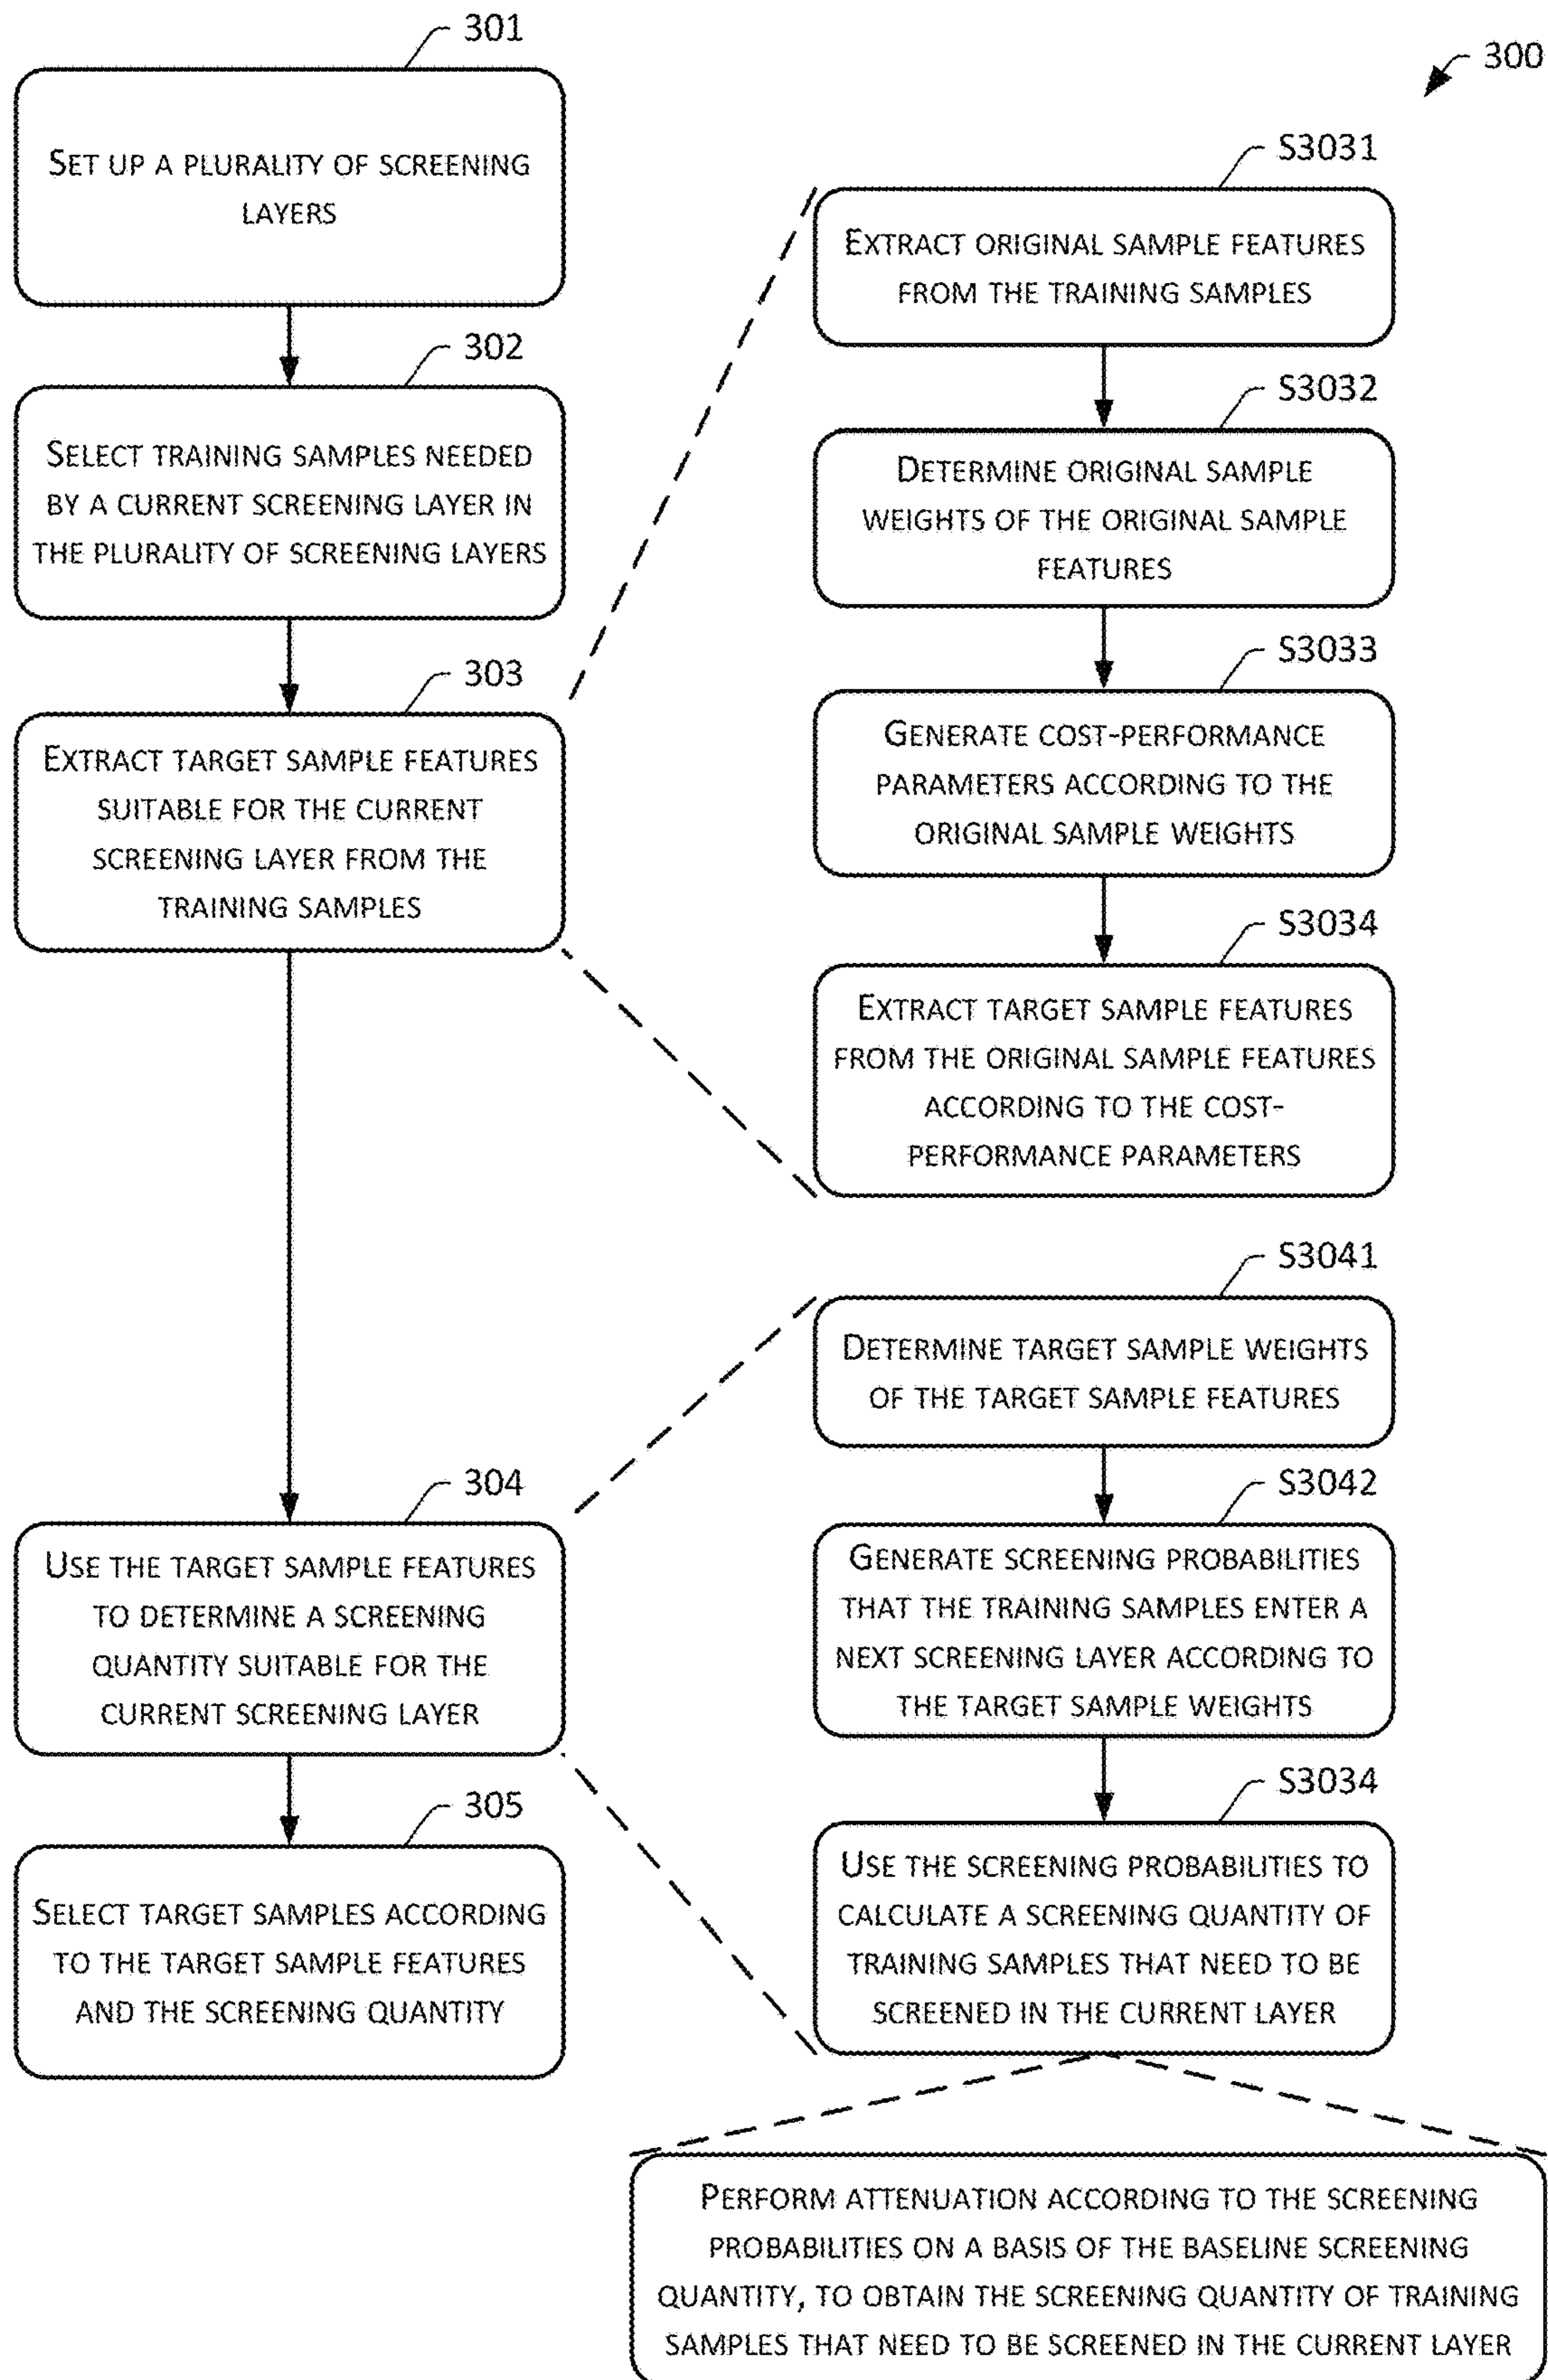 301
SET UP A PLURALITY OF SCREENING
LAYERS
302
SELECT TRAINING SAMPLES NEEDED
BY A CURRENT SCREENING LAYER IN
THE PLURALITY OF SCREENING LAYERS
303
EXTRACT TARGET SAMPLE FEATURES
SUITABLE FOR THE CURRENT
SCREENING LAYER FROM THE
TRAINING SAMPLES
304
USE THE TARGET SAMPLE FEATURES
TO DETERMINE A SCREENING
QUANTITY SUITABLE FOR THE
CURRENT SCREENING LAYER
305
SELECT TARGET SAMPLES ACCORDING
TO THE TARGET SAMPLE FEATURES
AND THE SCREENING QUANTITY
300
S3031
EXTRACT ORIGINAL SAMPLE FEATURES
FROM THE TRAINING SAMPLES
S3032
DETERMINE ORIGINAL SAMPLE
WEIGHTS OF THE ORIGINAL SAMPLE
FEATURES
S3033
GENERATE COST-PERFORMANCE
PARAMETERS ACCORDING TO THE
ORIGINAL SAMPLE WEIGHTS
S3034
EXTRACT TARGET SAMPLE FEATURES
FROM THE ORIGINAL SAMPLE FEATURES
ACCORDING TO THE COST-
PERFORMANCE PARAMETERS
S3041
DETERMINE TARGET SAMPLE WEIGHTS
OF THE TARGET SAMPLE FEATURES
S3042
GENERATE SCREENING PROBABILITIES
THAT THE TRAINING SAMPLES ENTER A
NEXT SCREENING LAYER ACCORDING TO
THE TARGET SAMPLE WEIGHTS
S3034
USE THE SCREENING PROBABILITIES TO
CALCULATE A SCREENING QUANTITY OF
TRAINING SAMPLES THAT NEED TO BE
SCREENED IN THE CURRENT LAYER
PERFORM ATTENUATION ACCORDING TO THE SCREENING
PROBABILITIES ON A BASIS OF THE BASELINE SCREENING
QUANTITY, TO OBTAIN THE SCREENING QUANTITY OF TRAINING
SAMPLES THAT NEED TO BE SCREENED IN THE CURRENT LAYER